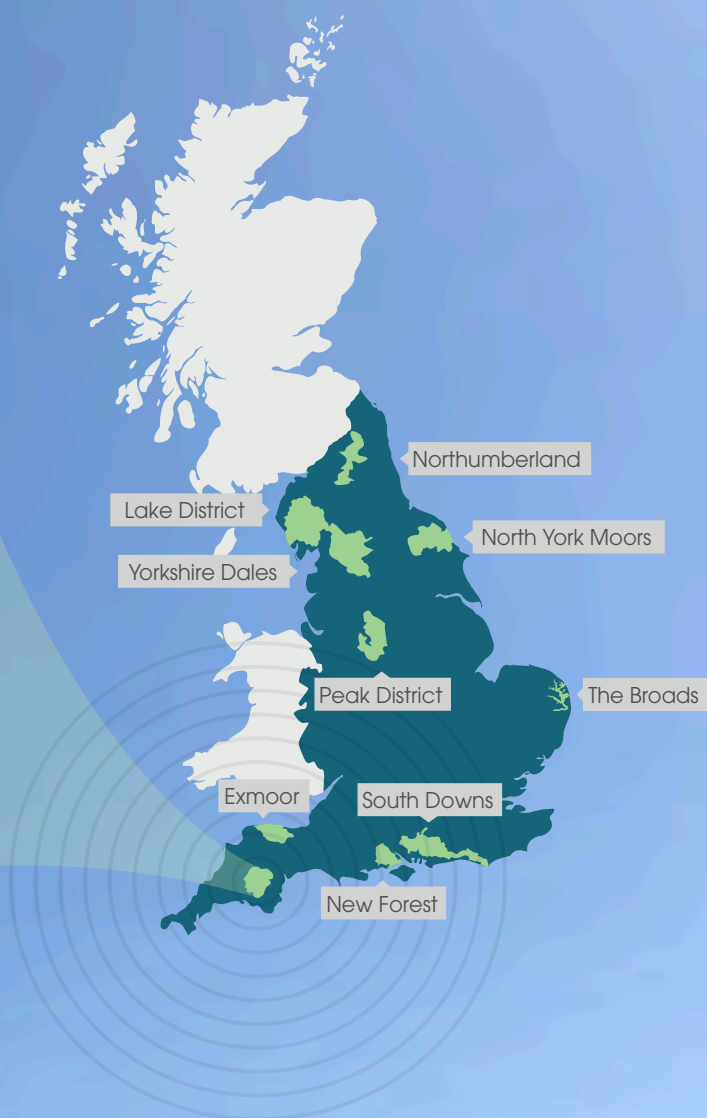 Northumberland
Lake District
North York Moors
Yorkshire Dales
Peak District
The Broads
Exmoor
South Downs
New Forest